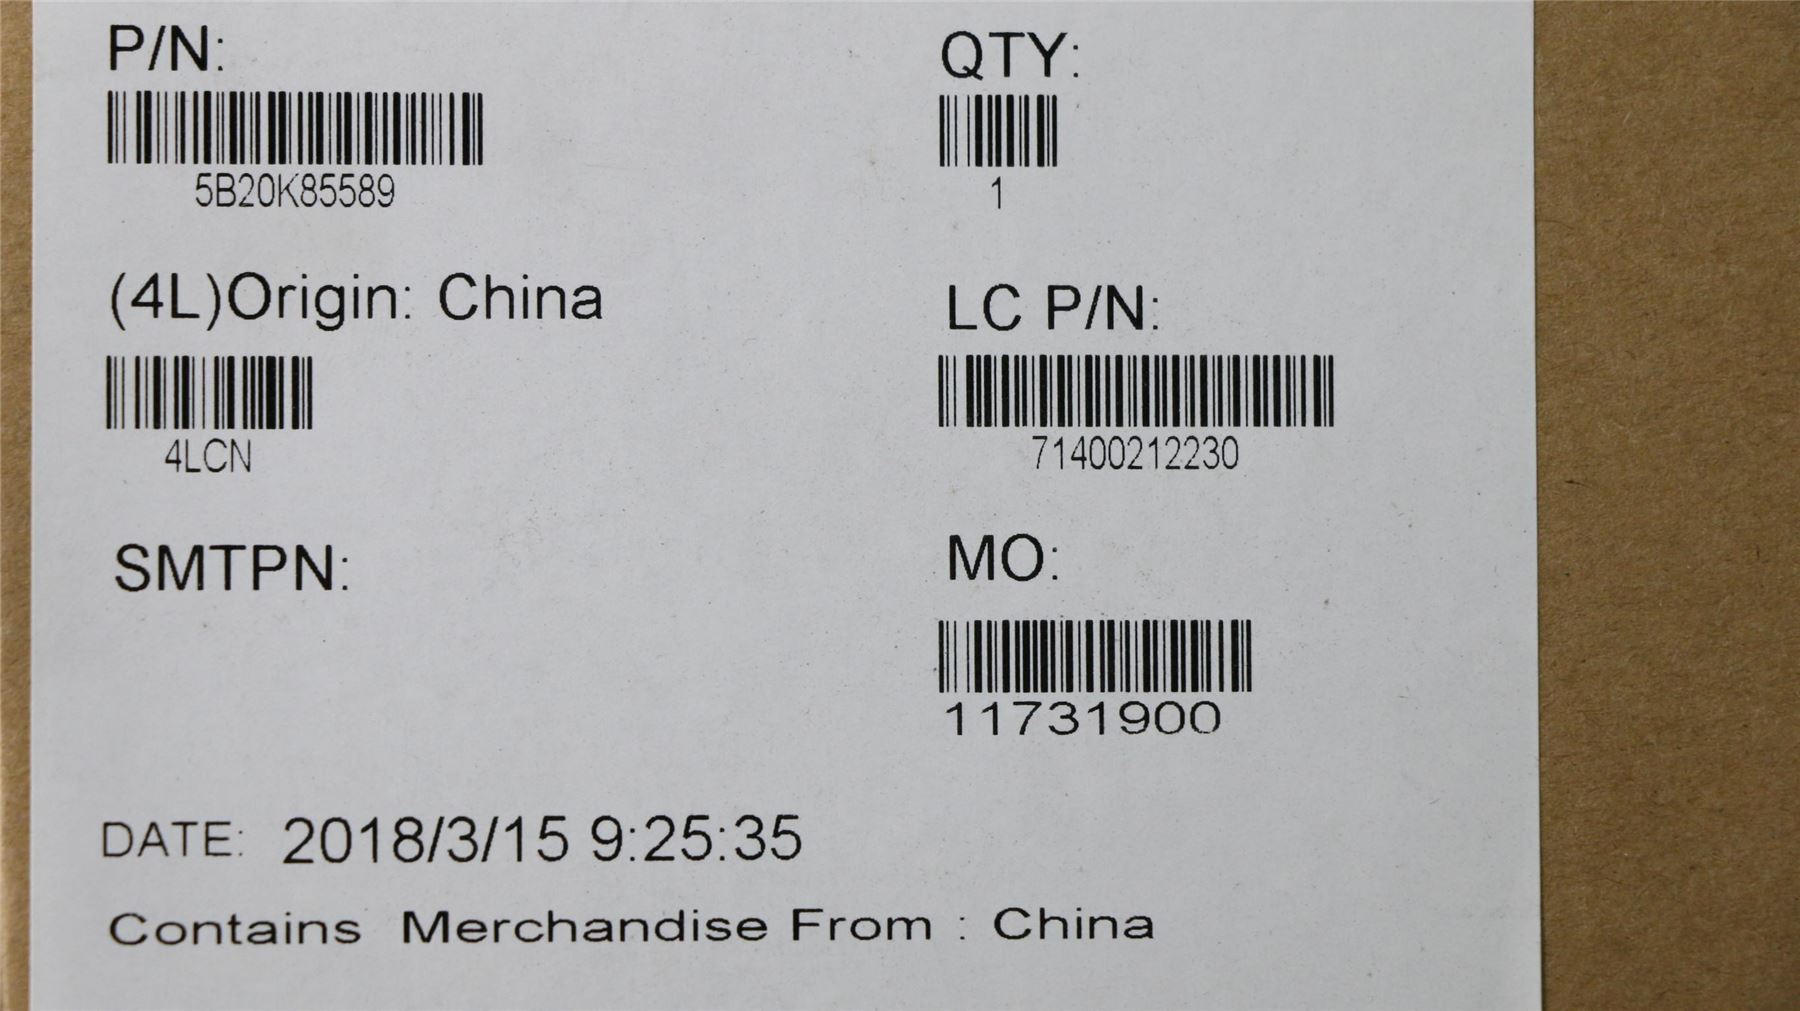 P/N:
QTY:
5B20K85589
1
(4L)Origin: China
LC P/N:
4LCN
71400212230
SMTPN:
MO:
11731900
DATE: 2018/3/15 9:25:35
Contains Merchandise From : China